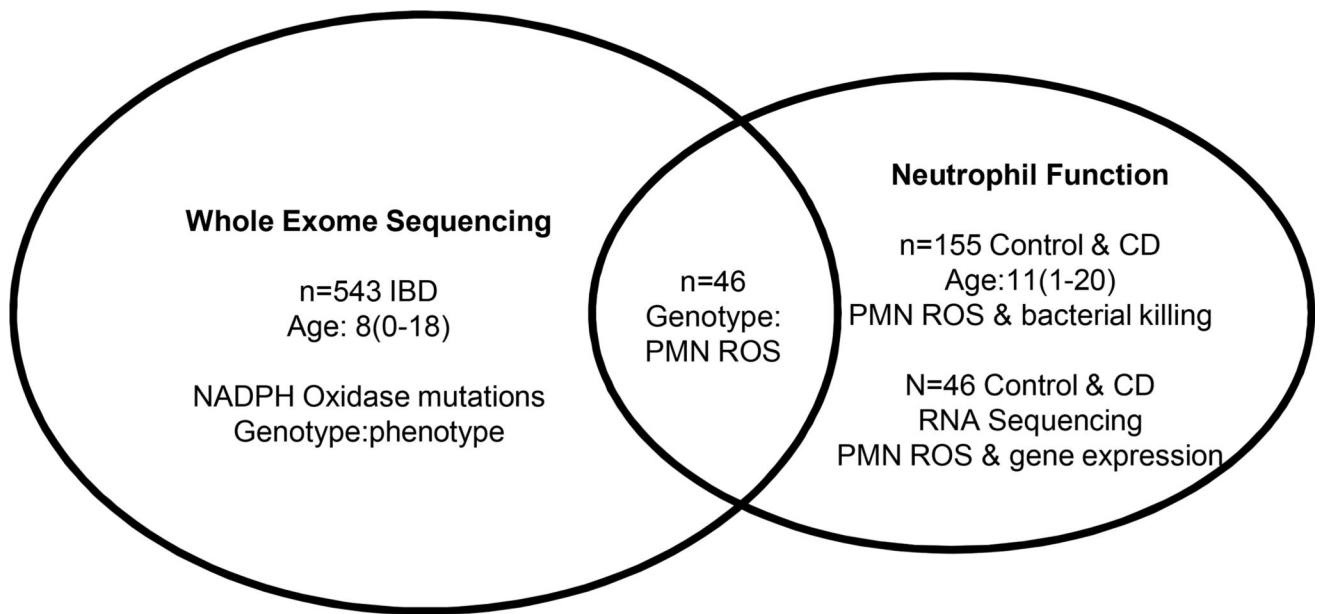 Whole Exome Sequencing
n=543 IBD
Age: 8(0-18)
NADPH Oxidase mutations
Genotype:phenotype
n=46
Genotype:
PMN ROS
Neutrophil Function
n=155 Control & CD
Age:11(1-20)
PMN ROS & bacterial killing
N=46 Control & CD
RNA Sequencing
PMN ROS & gene expression